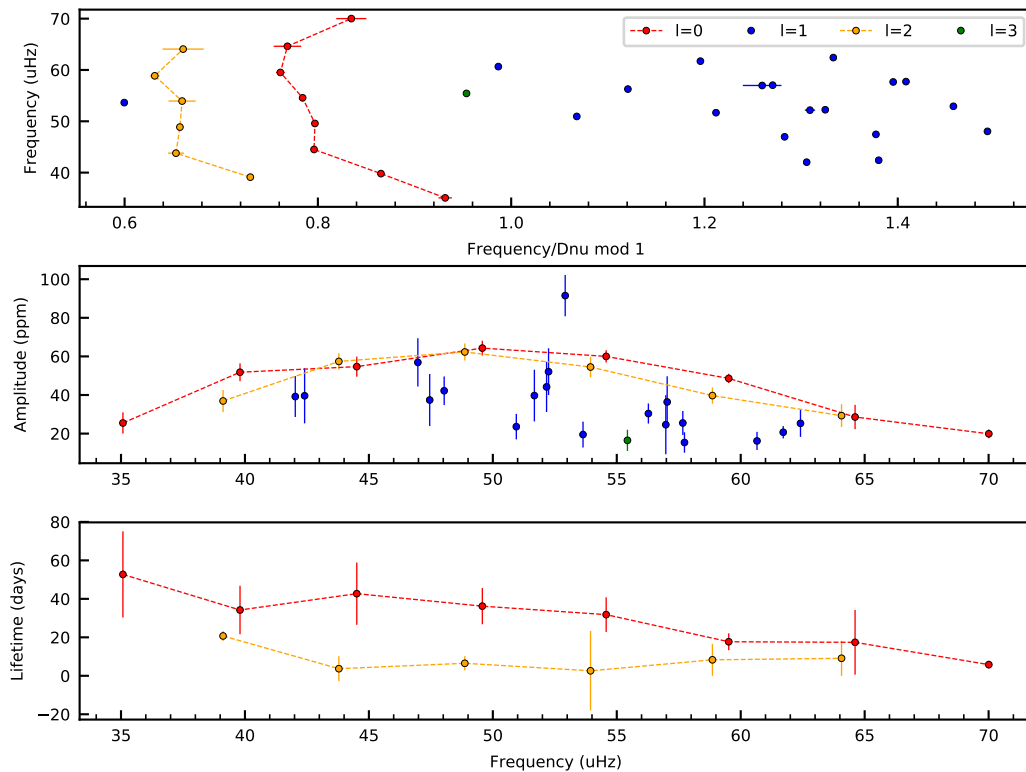 70
60
50
40
Frequency (uHz)
l=0 l=1 l=2 l=3
0.6 0.8 1.0 1.2 1.4
Frequency/Dnu mod 1
100
80
60
40
20
Amplitude (ppm)
35 40 45 50 55 60 65 70
80
60
40
20
0
−20
Lifetime (days)
35 40 45 50 55 60 65 70
Frequency (uHz)